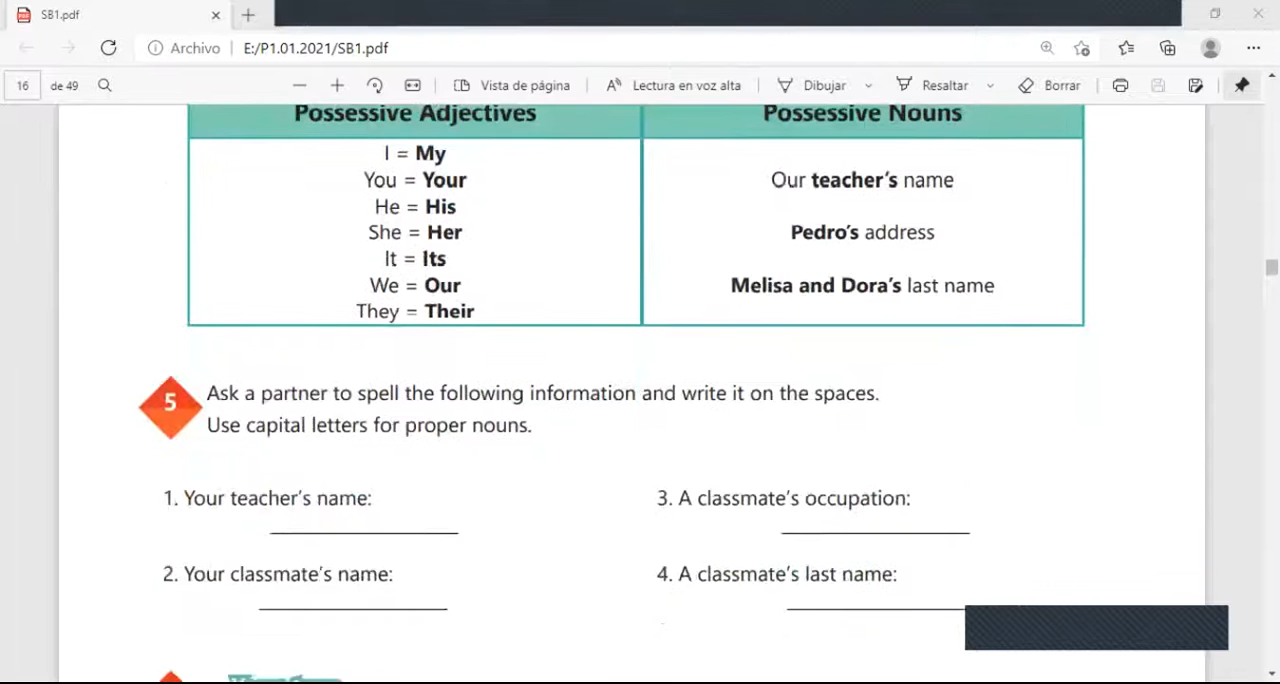 SB1.pdf
Archivo | E:/P1.01.2021/SB1.pdf
16 de 49 Vista de página Lectura en voz alta Dibujar Resaltar Borrar
Possessive Adjectives Possessive Nouns
I = My
You = Your
He = His
She = Her
It = Its
We = Our
They = Their
Our teacher's name
Pedro's address
Melisa and Dora's last name
5 Ask a partner to spell the following information and write it on the spaces.
Use capital letters for proper nouns.
1. Your teacher's name:
2. Your classmate's name:
3. A classmate's occupation:
4. A classmate's last name: